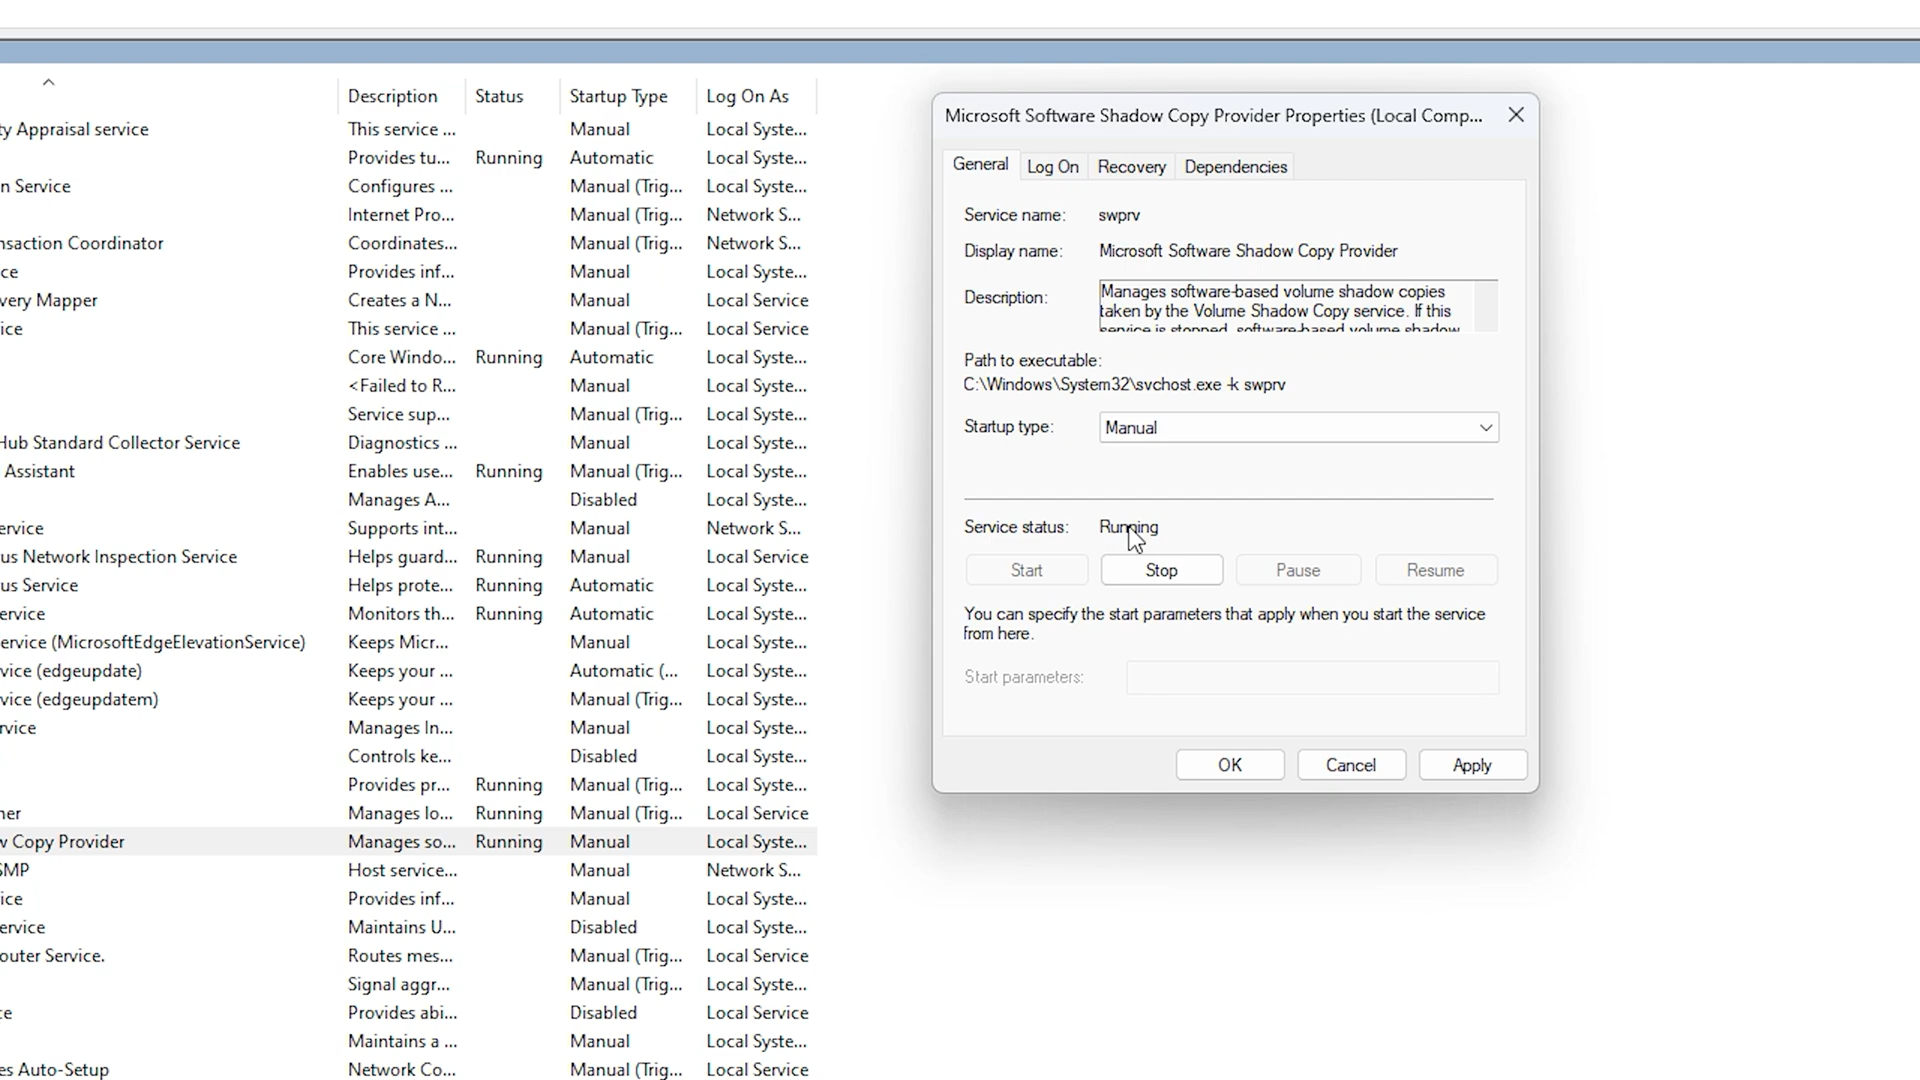 Description Status Startup Type Log On As
ty Appraisal service This service ... Manual Local Syste...
Provides tu... Running Automatic Local Syste...
n Service Configures ... Manual (Trig... Local Syste...
Internet Pro... Manual (Trig... Network S...
nsaction Coordinator Coordinates... Manual (Trig... Network S...
ce Provides inf... Manual Local Syste...
very Mapper Creates a N... Manual Local Service
ice This service ... Manual Local Service
Core Windo... Running Automatic Local Syste...
<Failed to R... Manual Local Syste...
Service sup... Manual (Trig... Local Syste...
Hub Standard Collector Service Diagnostics ... Manual Local Syste...
Assistant Enables use... Running Manual (Trig... Local Syste...
Manages A... Disabled Local Syste...
ervice Supports int... Manual Network S...
us Network Inspection Service Helps guard... Running Manual Local Service
us Service Helps prote... Running Automatic Local Syste...
ervice Monitors th... Running Automatic Local Syste...
ervice (MicrosoftEdgeElevationService) Keeps Micr... Manual Local Syste...
vice (edgeupdate) Keeps your ... Automatic (... Local Syste...
vice (edgeupdatem) Keeps your ... Manual (Trig... Local Syste...
rvice Manages In... Manual Local Syste...
Controls ke... Disabled Local Syste...
Provides pr... Running Manual (Trig... Local Syste...
ner Manages lo... Running Manual (Trig... Local Service
w Copy Provider Manages so... Running Manual Local Syste...
SMP Host service... Manual Network S...
ice Provides inf... Manual Local Syste...
ervice Maintains U... Disabled Local Syste...
outer Service. Routes mes... Manual (Trig... Local Service
Signal aggr... Manual (Trig... Local Syste...
ce Provides abi... Disabled Local Service
Maintains a ... Manual Local Syste...
es Auto-Setup Network Co... Manual (Trig... Local Service
Microsoft Software Shadow Copy Provider Properties (Local Comp...
General Log On Recovery Dependencies
Service name: swprv
Display name: Microsoft Software Shadow Copy Provider
Description: Manages software-based volume shadow copies
taken by the Volume Shadow Copy service. If this
service is stopped, software-based volume shadow
Path to executable:
C:\Windows\System32\svchost.exe -k swprv
Startup type: Manual
Service status: Running
Start Stop Pause Resume
You can specify the start parameters that apply when you start the service
from here.
Start parameters:
OK Cancel Apply